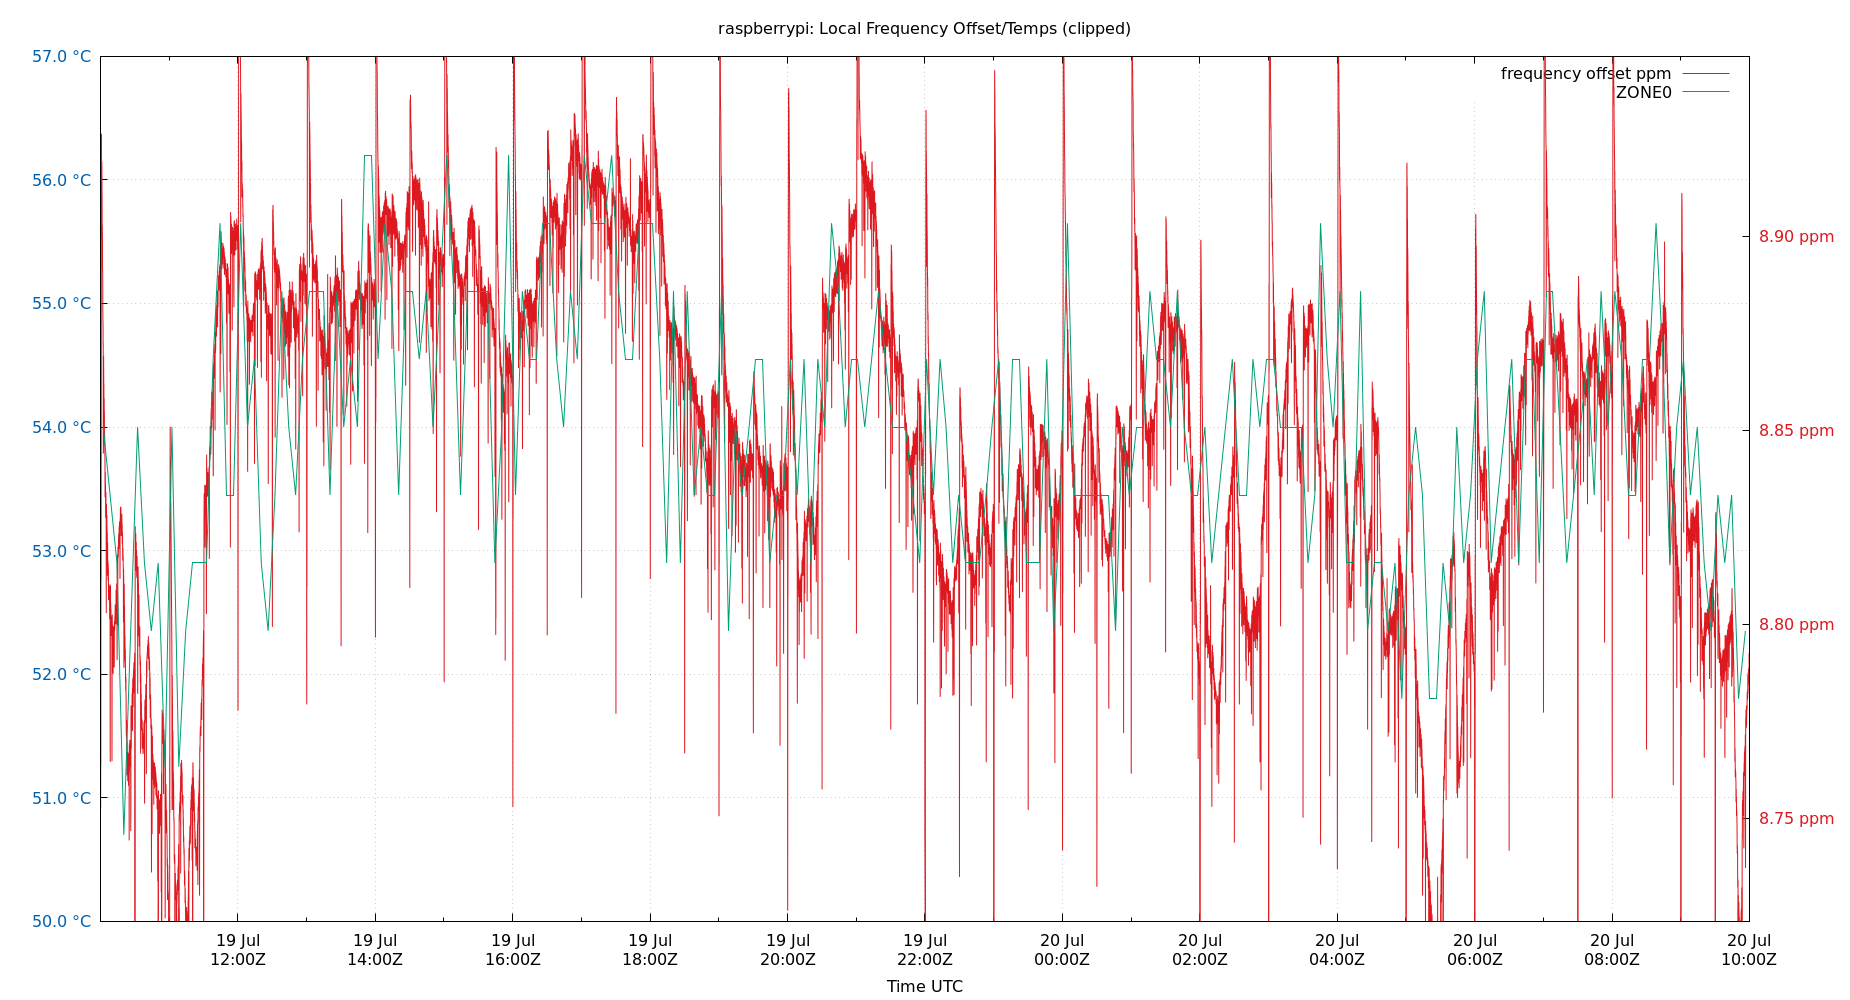 raspberrypi: Local Frequency Offset/Temps (clipped)
57.0 °C
56.0 °C
55.0 °C
54.0 °C
53.0 °C
52.0 °C
51.0 °C
50.0 °C
frequency offset ppm
ZONE0
8.90 ppm
8.85 ppm
8.80 ppm
8.75 ppm
19 Jul
12:00Z
19 Jul
14:00Z
19 Jul
16:00Z
19 Jul
18:00Z
19 Jul
20:00Z
19 Jul
22:00Z
20 Jul
00:00Z
20 Jul
02:00Z
20 Jul
04:00Z
20 Jul
06:00Z
20 Jul
08:00Z
20 Jul
10:00Z
Time UTC